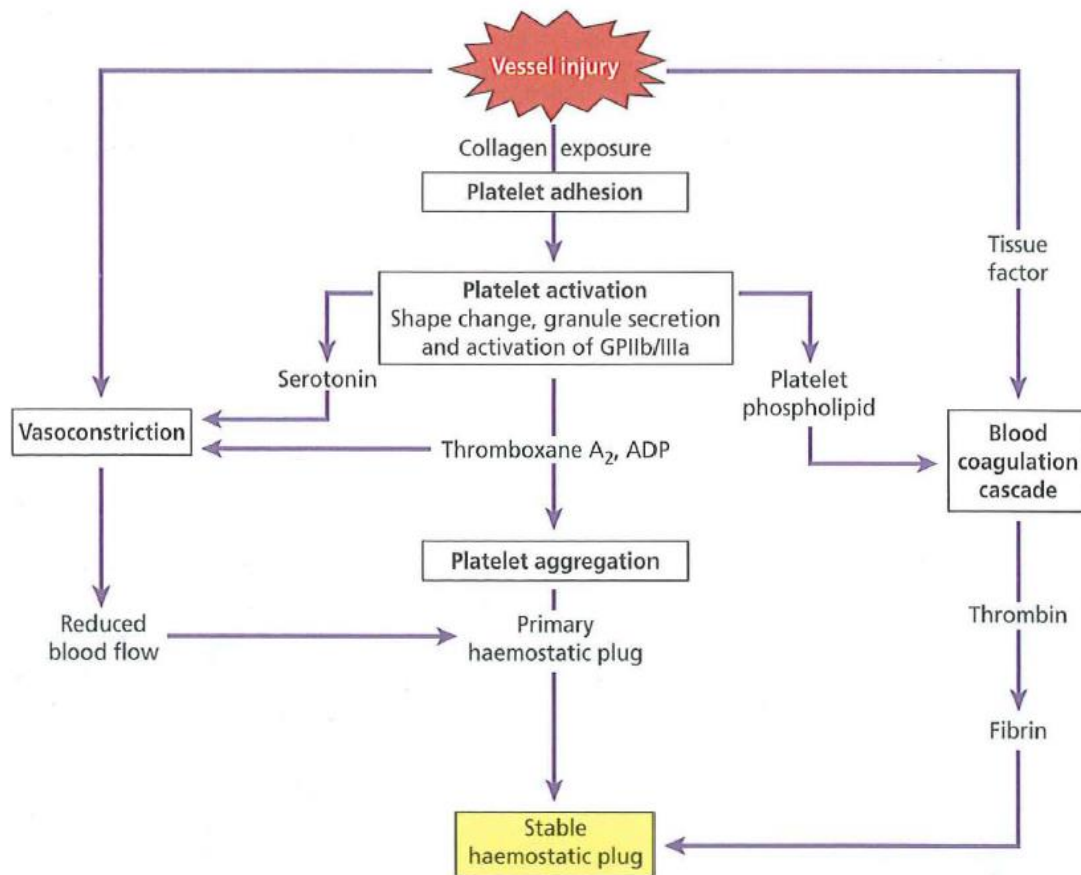 Vessel injury
Collagen exposure
Platelet adhesion
Tissue
factor
Platelet activation
Shape change, granule secretion
and activation of GPIIb/IIIa
Serotonin
Platelet
phospholipid
Vasoconstriction
Thromboxane A₂, ADP
Blood
coagulation
cascade
Platelet aggregation
Reduced
blood flow
Primary
haemostatic plug
Thrombin
Fibrin
Stable
haemostatic plug